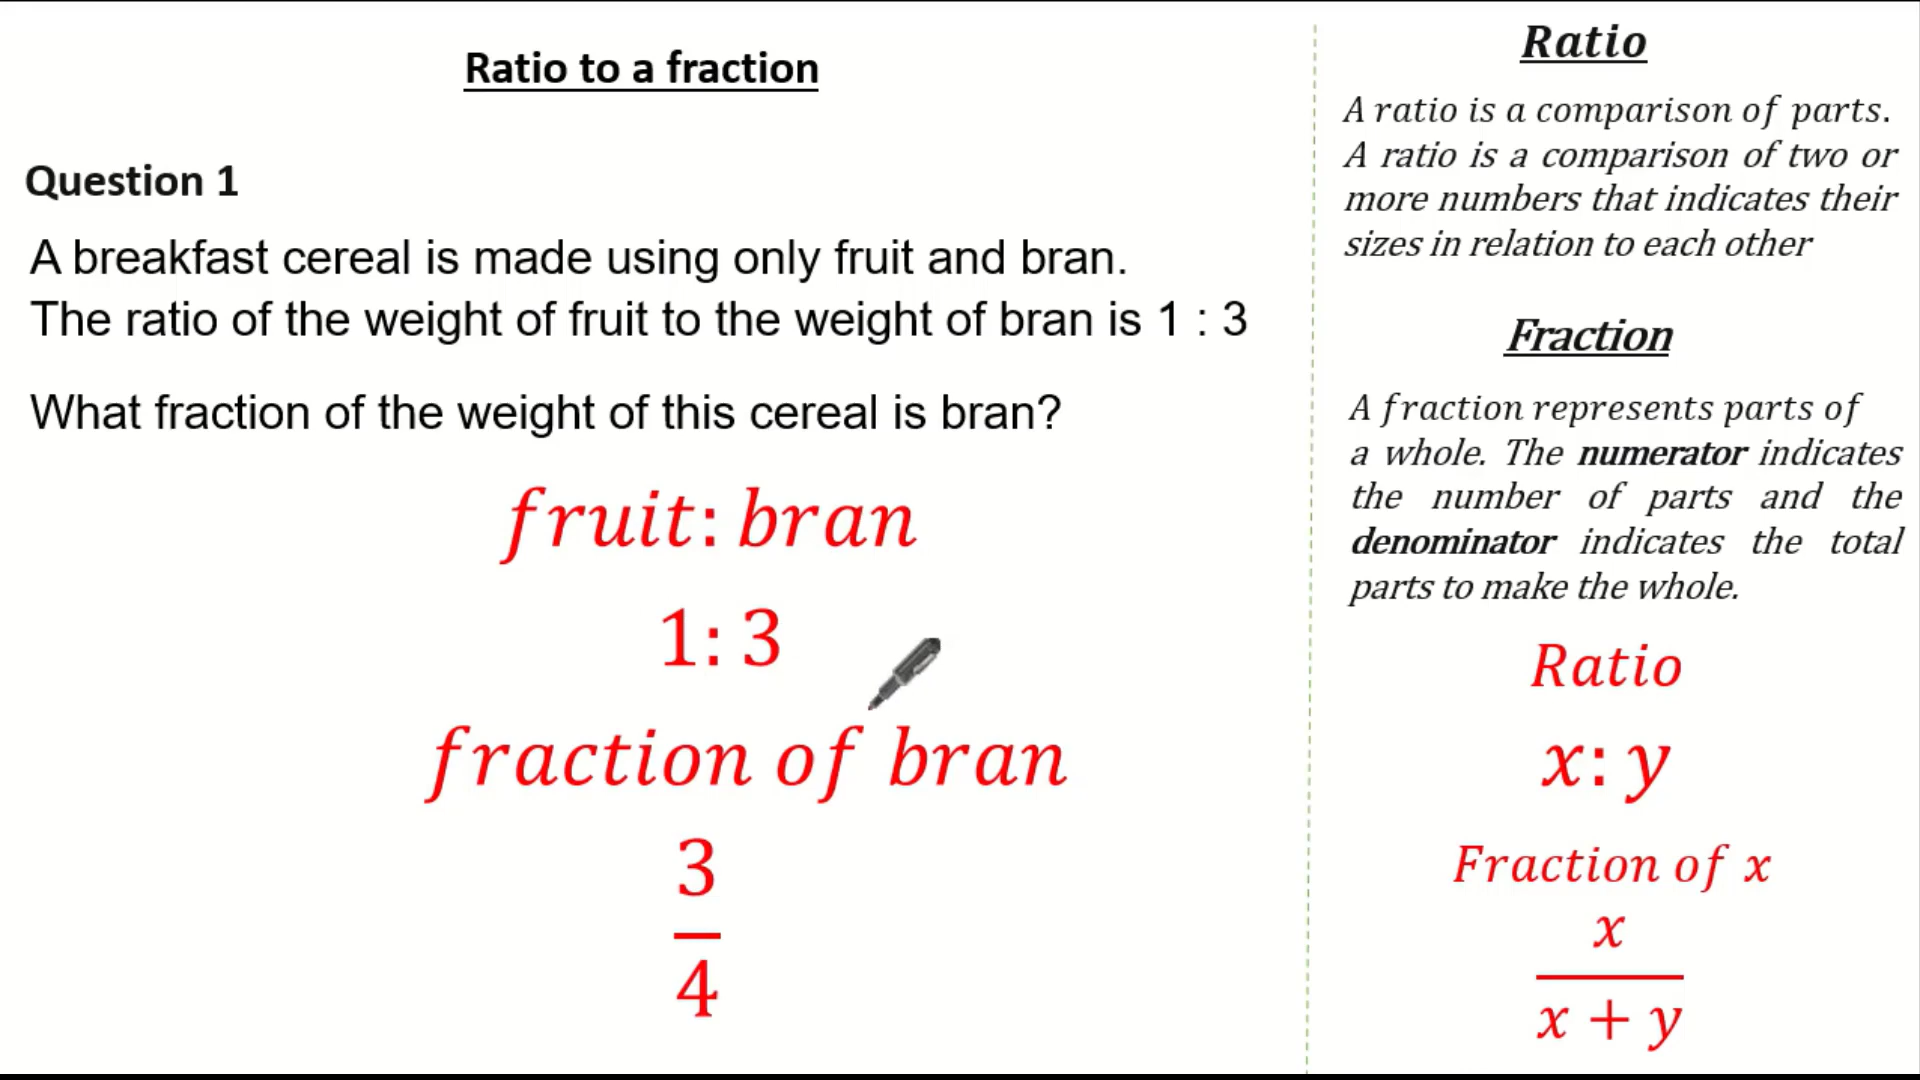 Ratio to a fraction
Question 1
A breakfast cereal is made using only fruit and bran.
The ratio of the weight of fruit to the weight of bran is 1 : 3
What fraction of the weight of this cereal is bran?
fruit: bran
1: 3
fraction of bran
3
4
Ratio
A ratio is a comparison of parts.
A ratio is a comparison of two or
more numbers that indicates their
sizes in relation to each other
Fraction
A fraction represents parts of
a whole. The numerator indicates
the number of parts and the
denominator indicates the total
parts to make the whole.
Ratio
x: y
Fraction of x
x
x + y